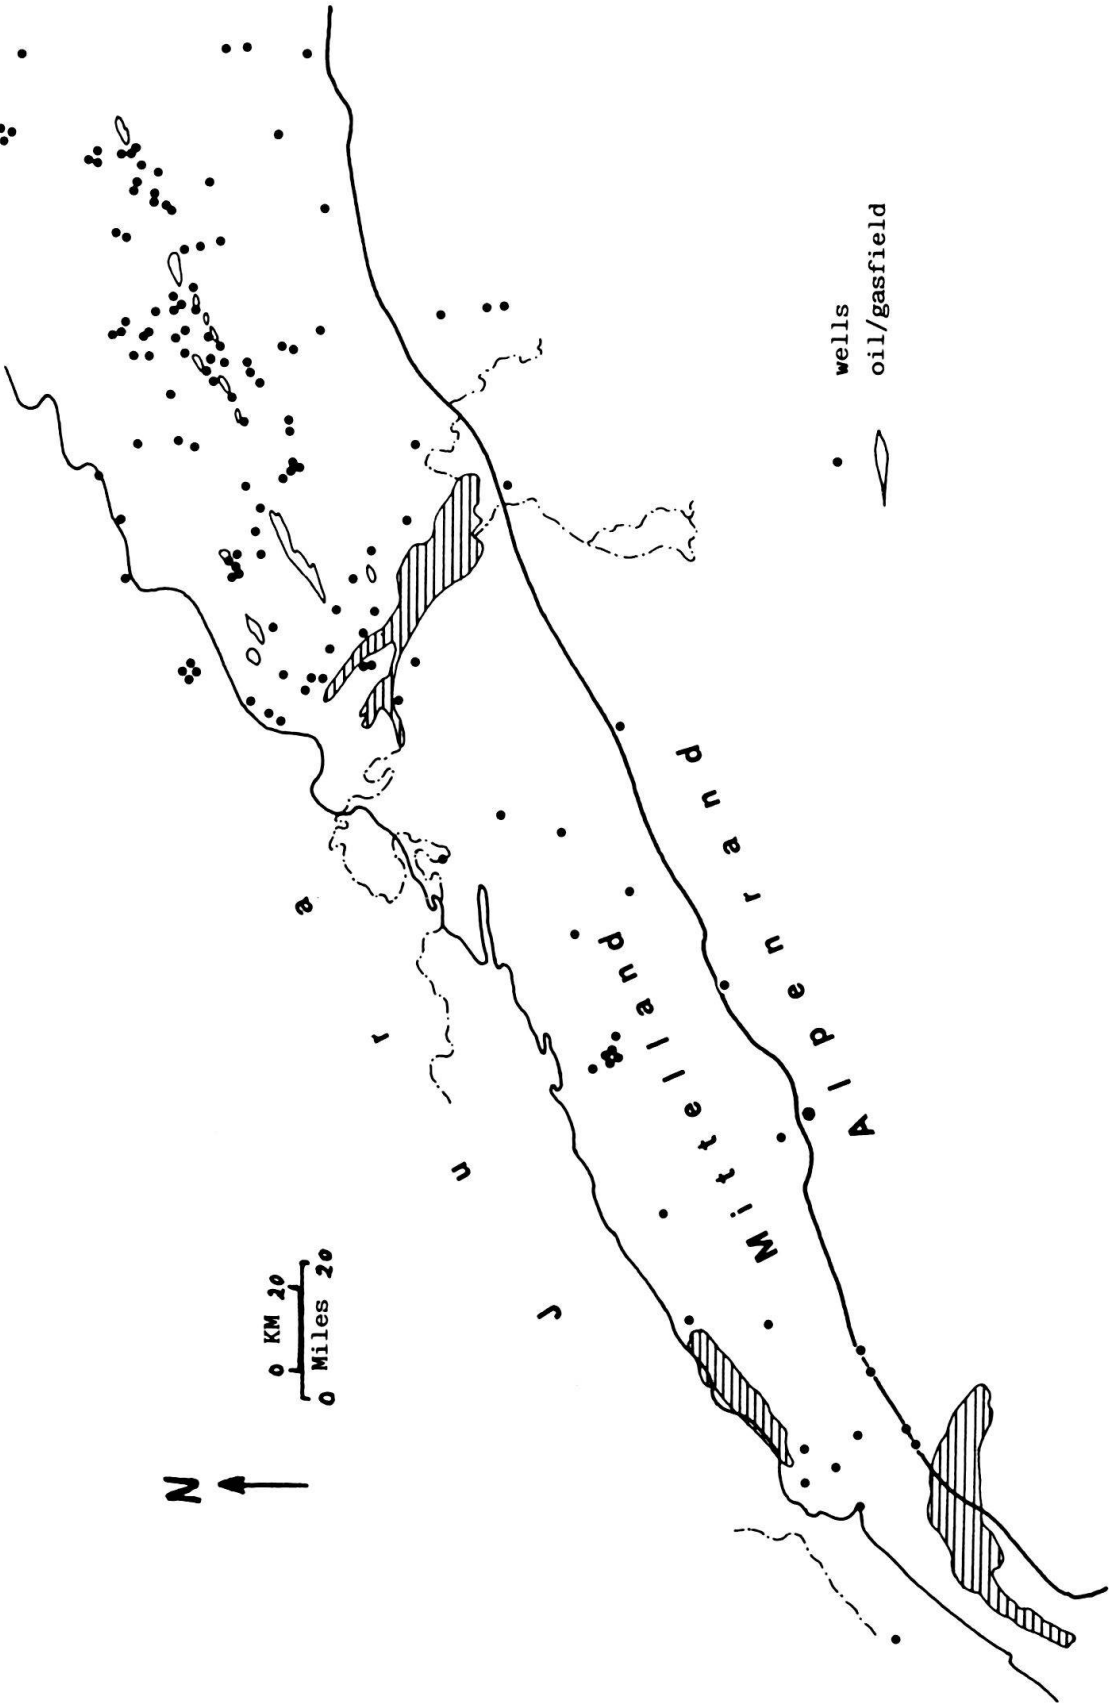 N
0 KM 20
0 Miles 20
J u r a
Mittelland
Alpenrand
wells
oil/gasfield